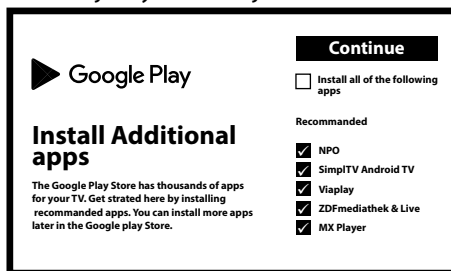 Google Play
Install Additional
apps
The Google Play Store has thousands of apps
for your TV. Get strated here by installing
recommanded apps. You can install more apps
later in the Google play Store.
Continue
Install all of the following
apps
Recommanded
NPO
SimplTV Android TV
Viaplay
ZDFmediathek & Live
MX Player